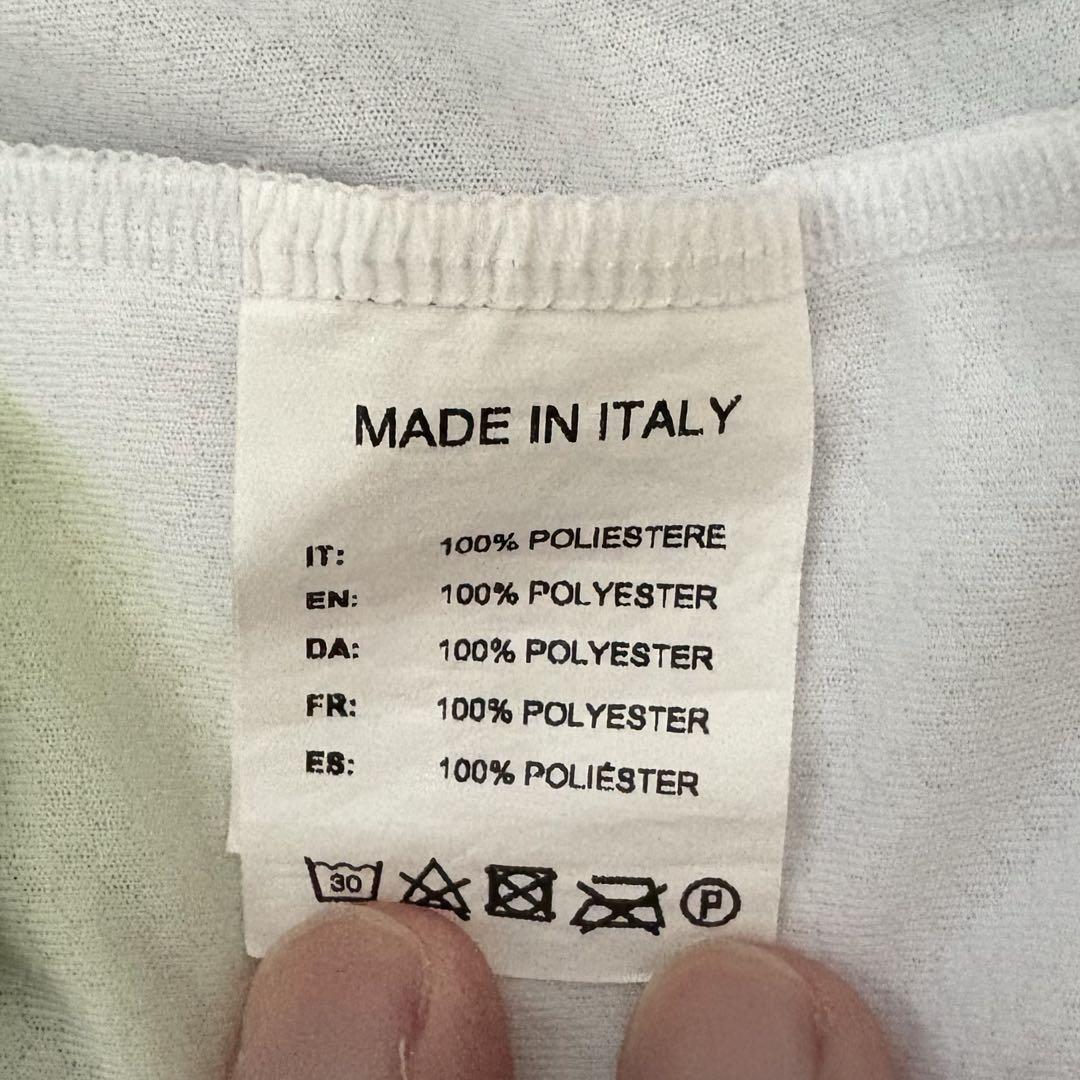 MADE IN ITALY
IT: 100% POLIESTERE
EN: 100% POLYESTER
DA: 100% POLYESTER
FR: 100% POLYESTER
ES: 100% POLIÉSTER
30 P